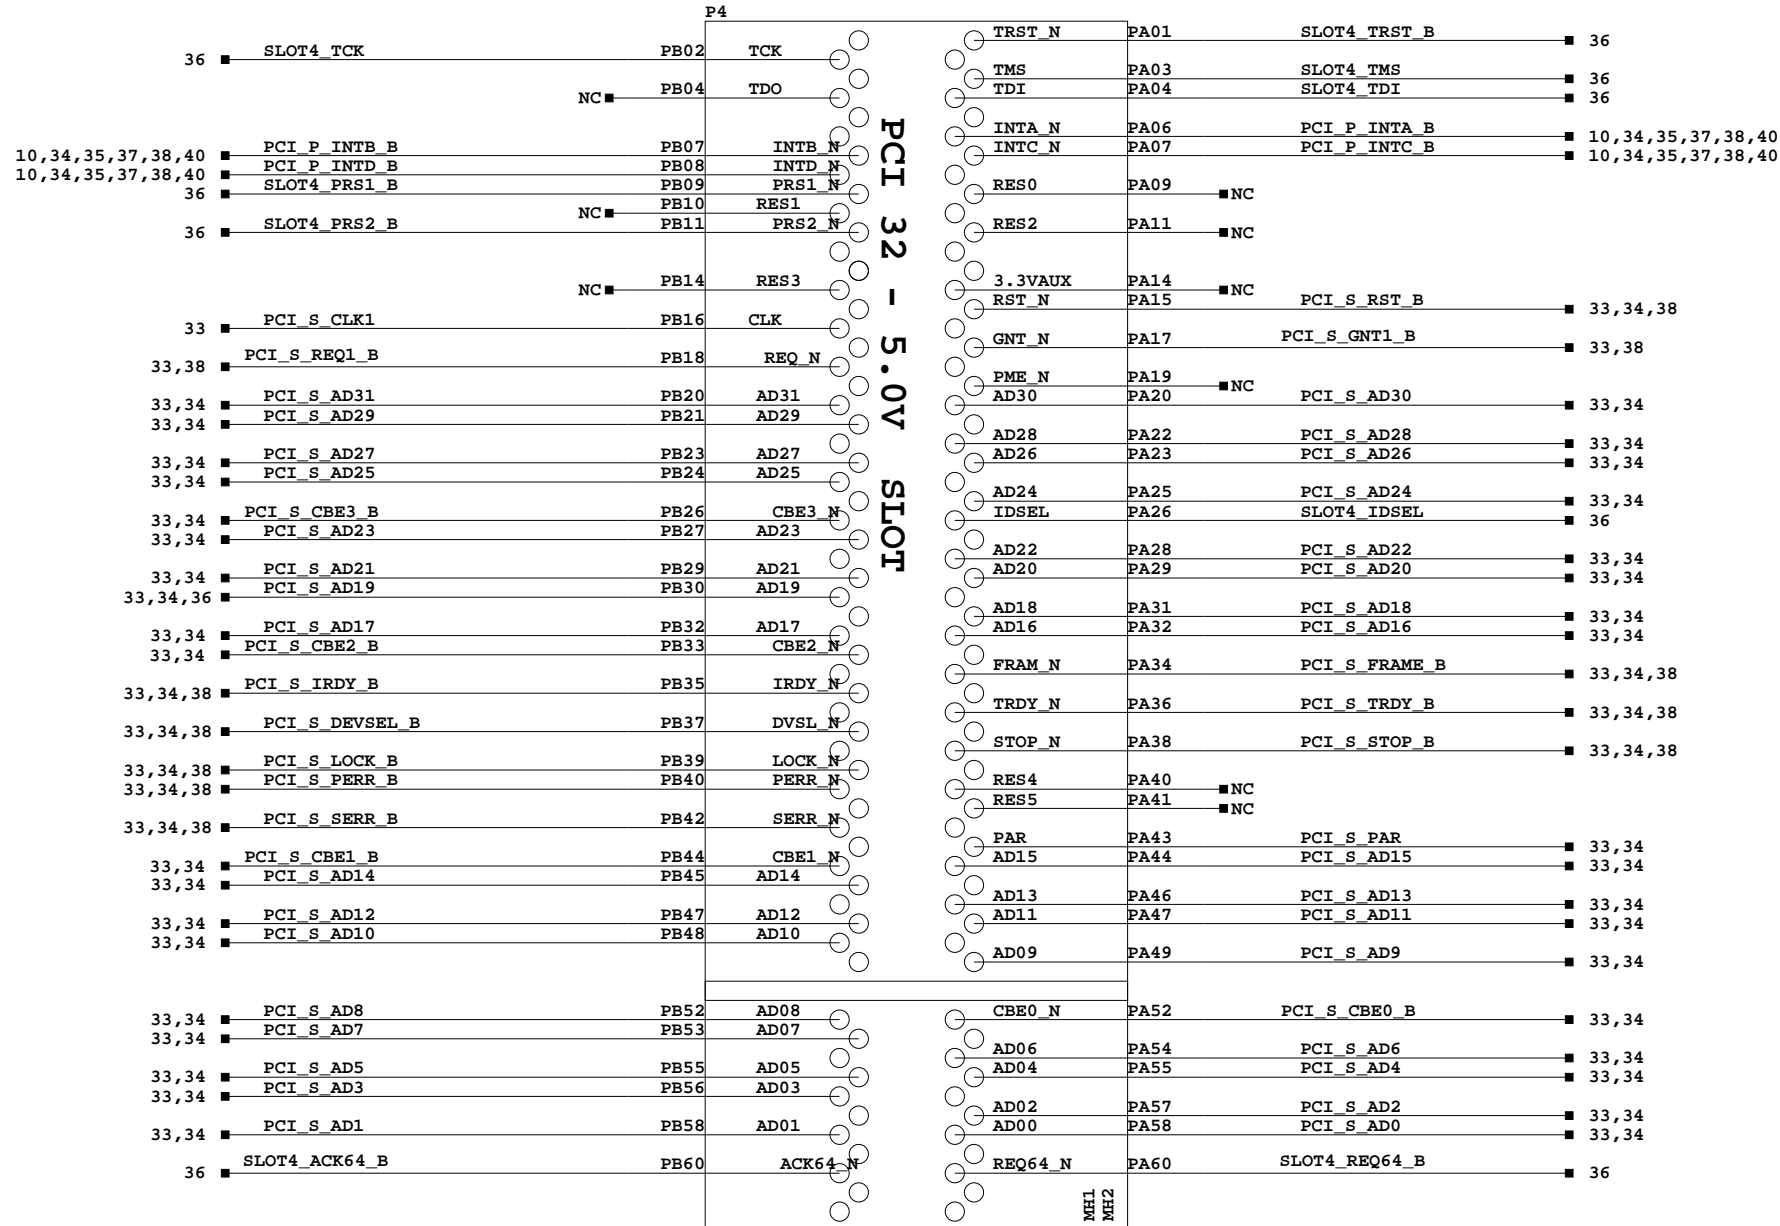 P4
TRST_N PA01 SLOT4_TRST_B 36
36 SLOT4_TCK PB02 TCK
TMS PA03 SLOT4_TMS 36
NC PB04 TDO TDI PA04 SLOT4_TDI 36
INTA_N PA06 PCI_P_INTA_B 10,34,35,37,38,40
10,34,35,37,38,40 PCI_P_INTB_B PB07 INTB_N INTC_N PA07 PCI_P_INTC_B 10,34,35,37,38,40
10,34,35,37,38,40 PCI_P_INTD_B PB08 INTD_N
36 SLOT4_PRS1_B PB09 PRS1_N RES0 PA09 NC
NC PB10 RES1
36 SLOT4_PRS2_B PB11 PRS2_N RES2 PA11 NC
NC PB14 RES3 3.3VAUX PA14 NC
RST_N PA15 PCI_S_RST_B 33,34,38
33 PCI_S_CLK1 PB16 CLK
GNT_N PA17 PCI_S_GNT1_B 33,38
33,38 PCI_S_REQ1_B PB18 REQ_N
PME_N PA19 NC
33,34 PCI_S_AD31 PB20 AD31 AD30 PA20 PCI_S_AD30 33,34
33,34 PCI_S_AD29 PB21 AD29
AD28 PA22 PCI_S_AD28 33,34
33,34 PCI_S_AD27 PB23 AD27 AD26 PA23 PCI_S_AD26 33,34
33,34 PCI_S_AD25 PB24 AD25
AD24 PA25 PCI_S_AD24 33,34
33,34 PCI_S_CBE3_B PB26 CBE3_N IDSEL PA26 SLOT4_IDSEL 36
33,34 PCI_S_AD23 PB27 AD23
AD22 PA28 PCI_S_AD22 33,34
33,34 PCI_S_AD21 PB29 AD21 AD20 PA29 PCI_S_AD20 33,34
33,34,36 PCI_S_AD19 PB30 AD19
AD18 PA31 PCI_S_AD18 33,34
33,34 PCI_S_AD17 PB32 AD17 AD16 PA32 PCI_S_AD16 33,34
33,34 PCI_S_CBE2_B PB33 CBE2_N
FRAM_N PA34 PCI_S_FRAME_B 33,34,38
33,34,38 PCI_S_IRDY_B PB35 IRDY_N
TRDY_N PA36 PCI_S_TRDY_B 33,34,38
33,34,38 PCI_S_DEVSEL_B PB37 DVSL_N
STOP_N PA38 PCI_S_STOP_B 33,34,38
33,34,38 PCI_S_LOCK_B PB39 LOCK_N
33,34,38 PCI_S_PERR_B PB40 PERR_N RES4 PA40 NC
RES5 PA41 NC
33,34,38 PCI_S_SERR_B PB42 SERR_N
PAR PA43 PCI_S_PAR 33,34
33,34 PCI_S_CBE1_B PB44 CBE1_N AD15 PA44 PCI_S_AD15 33,34
33,34 PCI_S_AD14 PB45 AD14
AD13 PA46 PCI_S_AD13 33,34
33,34 PCI_S_AD12 PB47 AD12 AD11 PA47 PCI_S_AD11 33,34
33,34 PCI_S_AD10 PB48 AD10
AD09 PA49 PCI_S_AD9 33,34
33,34 PCI_S_AD8 PB52 AD08 CBE0_N PA52 PCI_S_CBE0_B 33,34
33,34 PCI_S_AD7 PB53 AD07
AD06 PA54 PCI_S_AD6 33,34
33,34 PCI_S_AD5 PB55 AD05 AD04 PA55 PCI_S_AD4 33,34
33,34 PCI_S_AD3 PB56 AD03
AD02 PA57 PCI_S_AD2 33,34
33,34 PCI_S_AD1 PB58 AD01 AD00 PA58 PCI_S_AD0 33,34
36 SLOT4_ACK64_B PB60 ACK64_N REQ64_N PA60 SLOT4_REQ64_B 36
PCI 32 - 5.0V SLOT
MH1
MH2